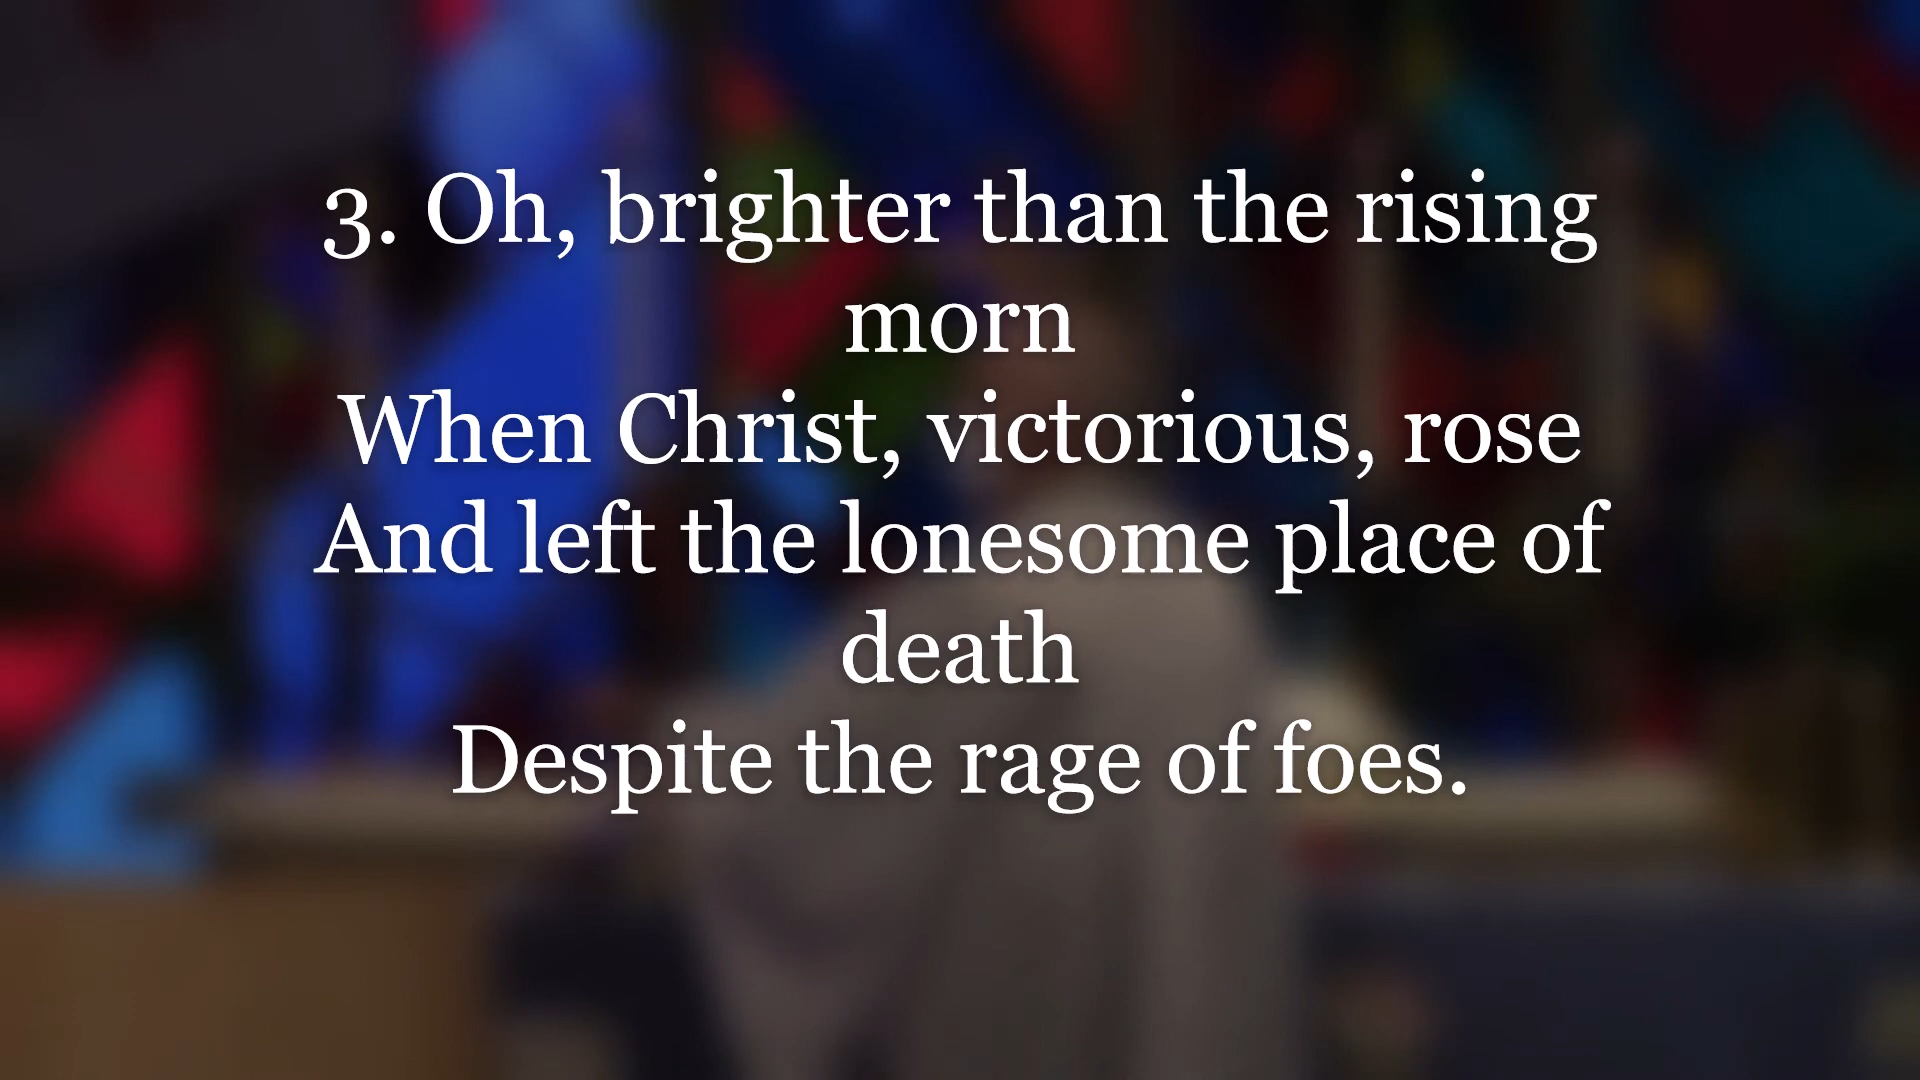 3. Oh, brighter than the rising
morn
When Christ, victorious, rose
And left the lonesome place of
death
Despite the rage of foes.